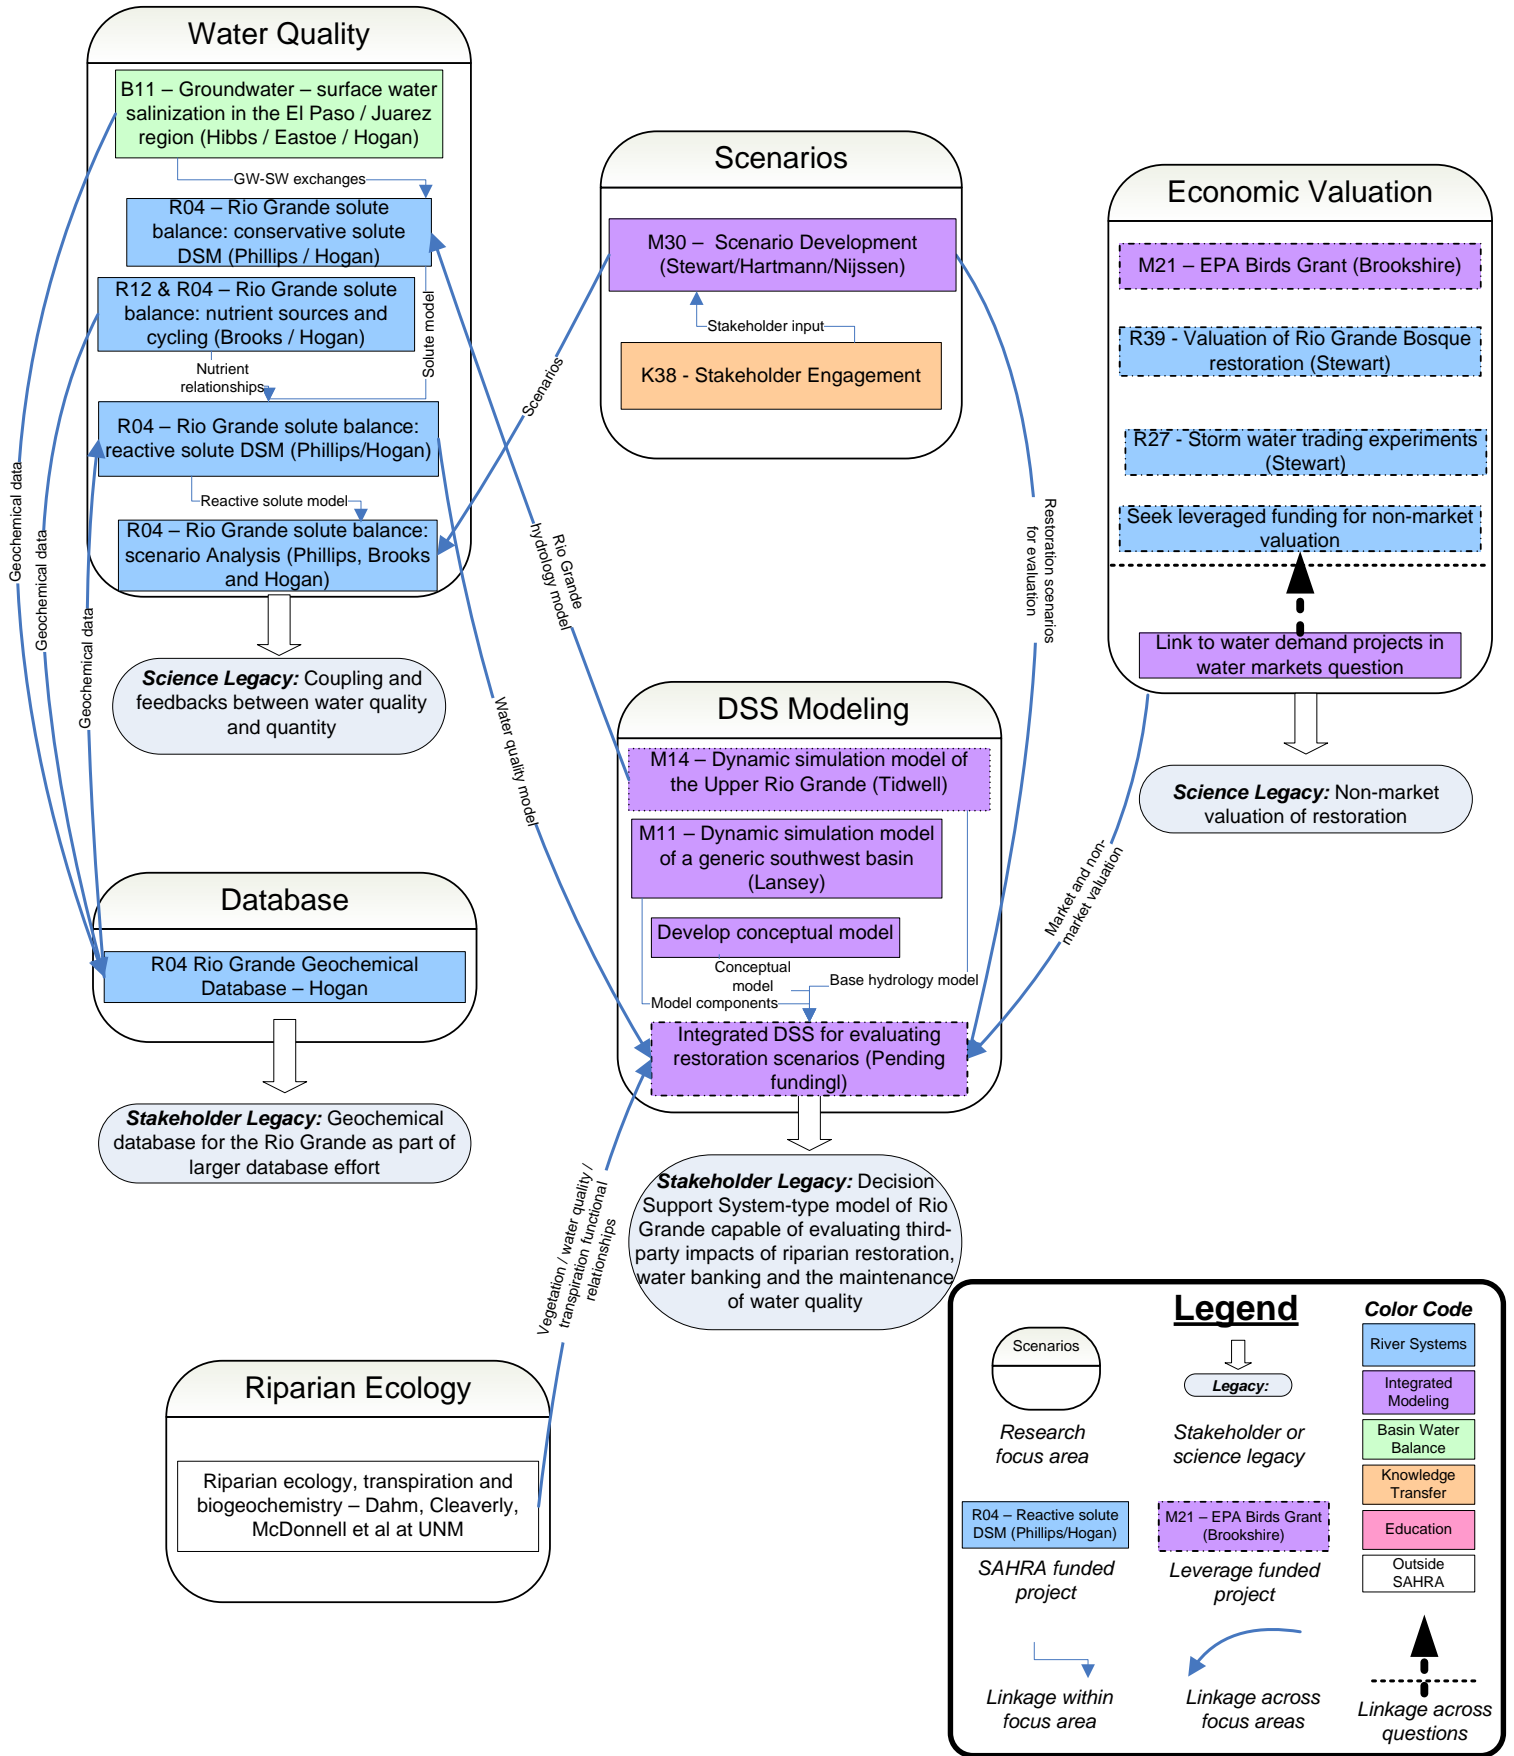 Water Quality
B11 – Groundwater – surface water
salinization in the El Paso / Juarez
region (Hibbs / Eastoe / Hogan)
GW-SW exchanges
R04 – Rio Grande solute
balance: conservative solute
DSM (Phillips / Hogan)
R12 & R04 – Rio Grande solute
balance: nutrient sources and
cycling (Brooks / Hogan)
Solute model
Nutrient
relationships
R04 – Rio Grande solute balance:
reactive solute DSM (Phillips/Hogan)
Reactive solute model
R04 – Rio Grande solute balance:
scenario Analysis (Phillips, Brooks
and Hogan)
Science Legacy: Coupling and
feedbacks between water quality
and quantity
Geochemical data
Geochemical data
Geochemical data
Database
R04 Rio Grande Geochemical
Database – Hogan
Stakeholder Legacy: Geochemical
database for the Rio Grande as part of
larger database effort
Riparian Ecology
Riparian ecology, transpiration and
biogeochemistry – Dahm, Cleaverly,
McDonnell et al at UNM
Vegetation / water quality /
transpiration functional
relationships
Water quality model
Rio Grande
hydrology model
Scenarios
Scenarios
M30 –  Scenario Development
(Stewart/Hartmann/Nijssen)
Stakeholder input
K38 - Stakeholder Engagement
Restoration scenarios
for evaluation
DSS Modeling
M14 – Dynamic simulation model of
the Upper Rio Grande (Tidwell)
M11 – Dynamic simulation model
of a generic southwest basin
(Lansey)
Develop conceptual model
Conceptual
model
Base hydrology model
Model components
Integrated DSS for evaluating
restoration scenarios (Pending
fundingl)
Stakeholder Legacy: Decision
Support System-type model of Rio
Grande capable of evaluating third-
party impacts of riparian restoration,
water banking and the maintenance
of water quality
Economic Valuation
M21 – EPA Birds Grant (Brookshire)
R39 - Valuation of Rio Grande Bosque
restoration (Stewart)
R27 - Storm water trading experiments
(Stewart)
Seek leveraged funding for non-market
valuation
Link to water demand projects in
water markets question
Science Legacy: Non-market
valuation of restoration
Market and non-
market valuation
Legend
Scenarios
Research
focus area
Legacy:
Stakeholder or
science legacy
R04 – Reactive solute
DSM (Phillips/Hogan)
SAHRA funded
project
M21 – EPA Birds Grant
(Brookshire)
Leverage funded
project
Linkage within
focus area
Linkage across
focus areas
Color Code
River Systems
Integrated
Modeling
Basin Water
Balance
Knowledge
Transfer
Education
Outside
SAHRA
Linkage across
questions